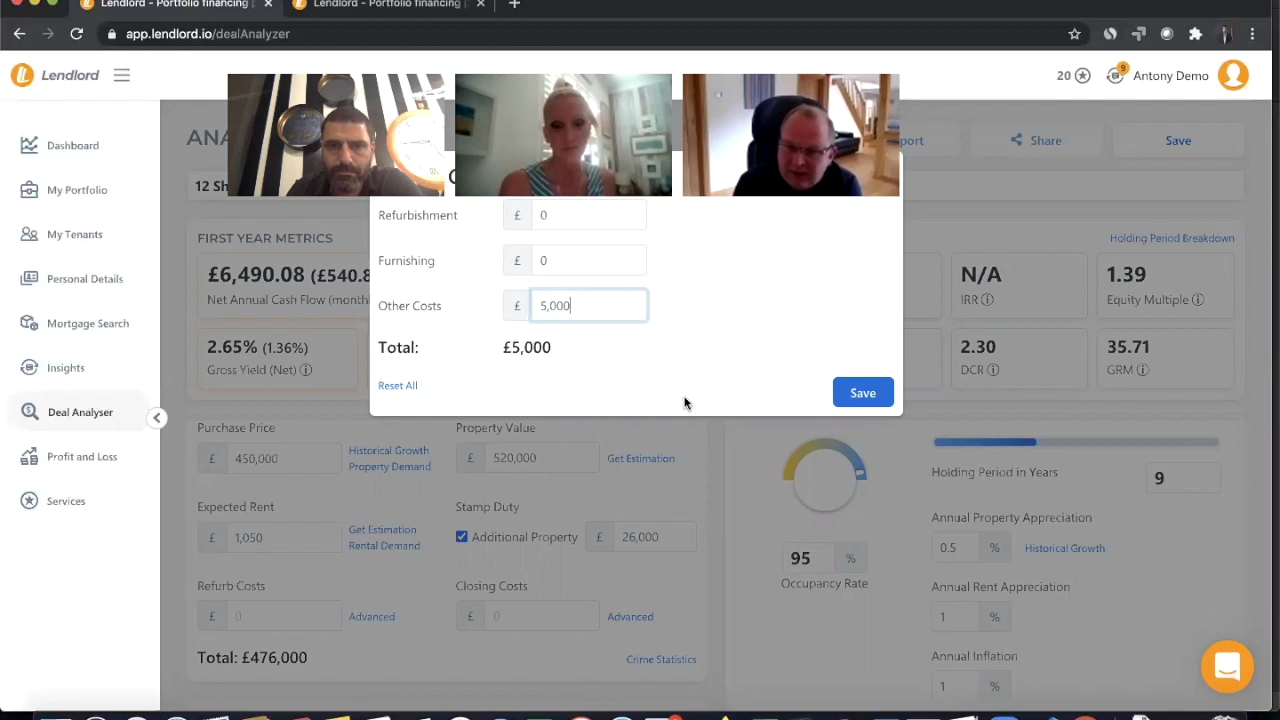 Lendlord - Portfolio financing
Lendlord - Portfolio financing
app.lendlord.io/dealAnalyzer
Lendlord
20
9
Antony Demo
Dashboard
My Portfolio
My Tenants
Personal Details
Mortgage Search
Insights
Deal Analyser
Profit and Loss
Services
ANA
port
Share
Save
12 Sh
FIRST YEAR METRICS
Holding Period Breakdown
£6,490.08 (£540.8
Net Annual Cash Flow (month
2.65% (1.36%)
Gross Yield (Net)
N/A
IRR
1.39
Equity Multiple
2.30
DCR
35.71
GRM
Refurbishment
£ 0
Furnishing
£ 0
Other Costs
£ 5,000
Total: £5,000
Reset All
Save
Purchase Price
£ 450,000
Historical Growth
Property Demand
Property Value
£ 520,000
Get Estimation
Expected Rent
£ 1,050
Get Estimation
Rental Demand
Stamp Duty
Additional Property
£ 26,000
Refurb Costs
£ 0
Advanced
Closing Costs
£ 0
Advanced
Total: £476,000
Crime Statistics
95 %
Occupancy Rate
Holding Period in Years
9
Annual Property Appreciation
0.5 %
Historical Growth
Annual Rent Appreciation
1 %
Annual Inflation
1 %